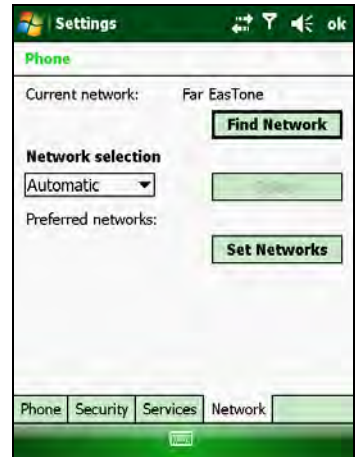 Settings ok
Phone
Current network: Far EasTone
Find Network
Network selection
Automatic
Preferred networks:
Set Networks
Phone Security Services Network